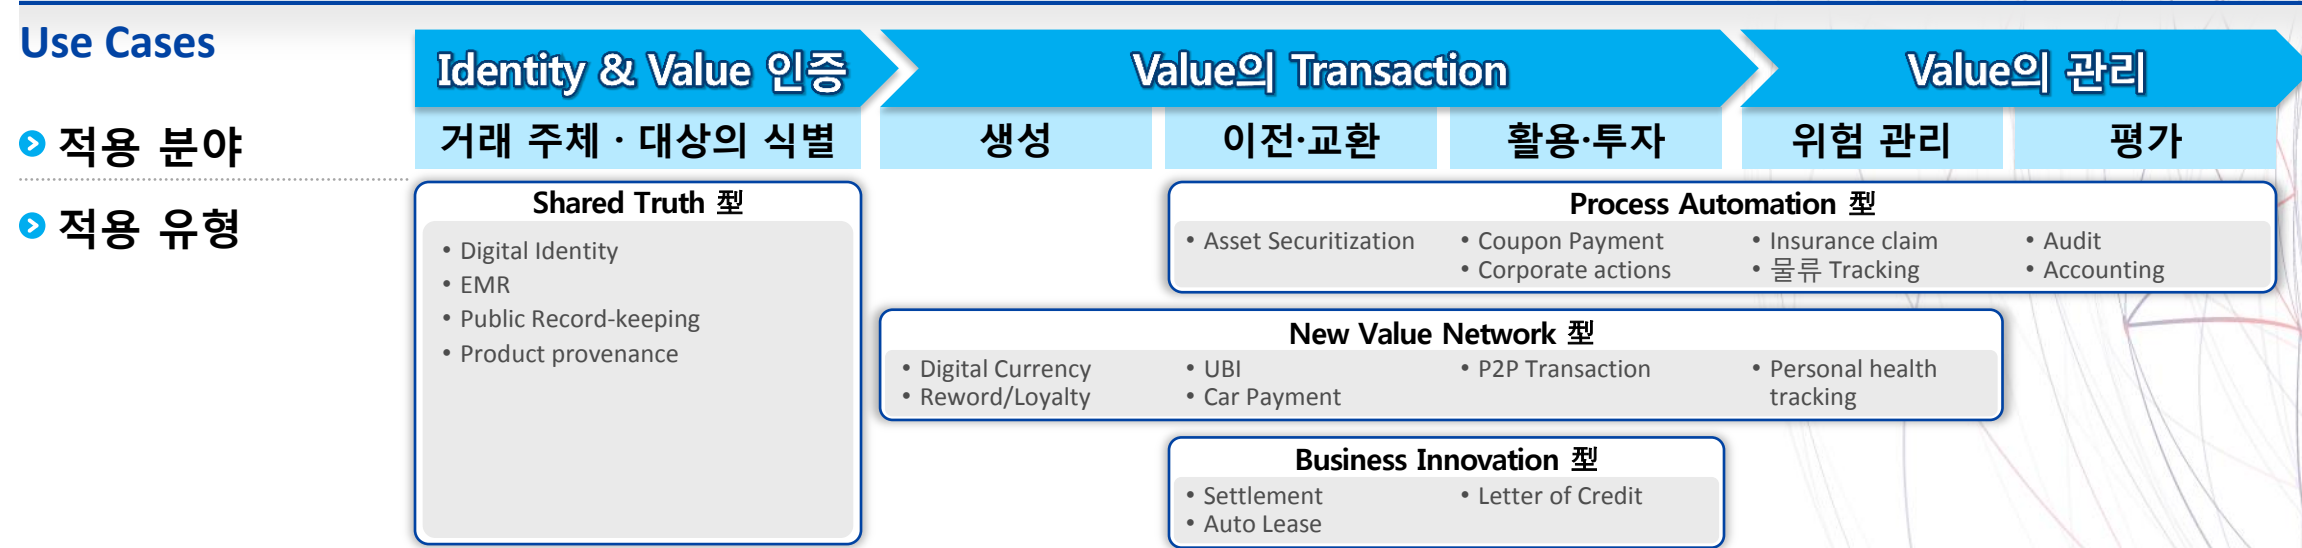 Use Cases
Identity & Value 인증
Value의 Transaction
Value의 관리
적용 분야
거래 주체 · 대상의 식별
생성
이전·교환
활용·투자
위험 관리
평가
적용 유형
Shared Truth 型
• Digital Identity
• EMR
• Public Record-keeping
• Product provenance
Process Automation 型
• Asset Securitization
• Coupon Payment
• Corporate actions
• Insurance claim
• 물류 Tracking
• Audit
• Accounting
New Value Network 型
• Digital Currency
• Reword/Loyalty
• UBI
• Car Payment
• P2P Transaction
• Personal health
tracking
Business Innovation 型
• Settlement
• Auto Lease
• Letter of Credit